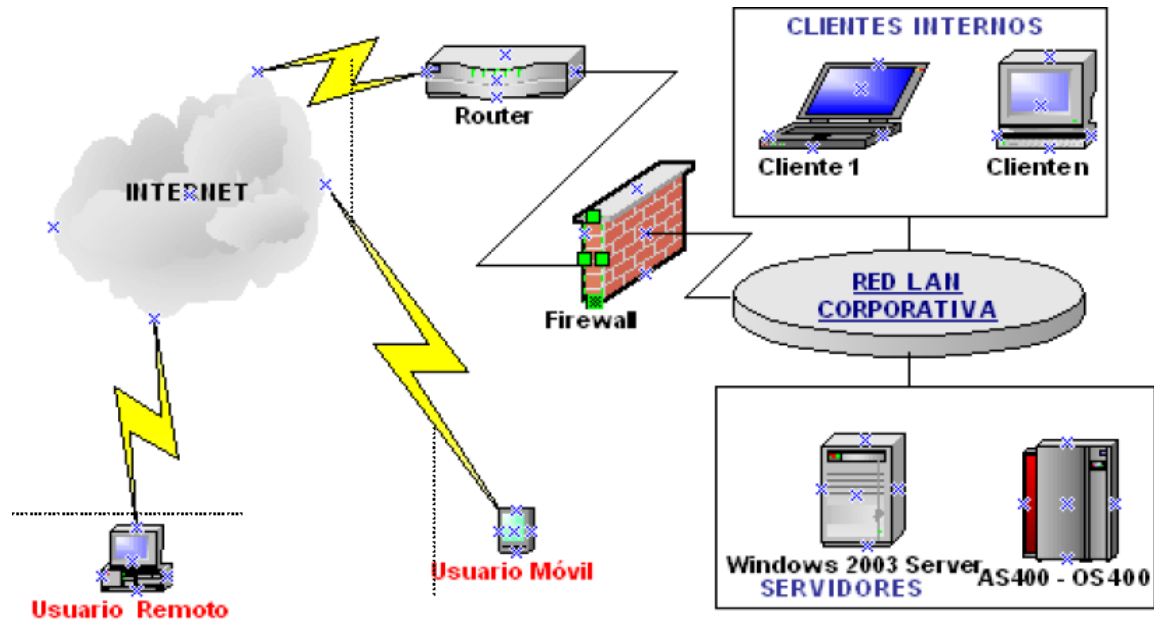 CLIENTES INTERNOS
Router
Cliente 1
Cliente n
INTERNET
RED LAN
CORPORATIVA
Firewall
Windows 2003 Server
AS400 - OS400
SERVIDORES
Usuario Móvil
Usuario Remoto